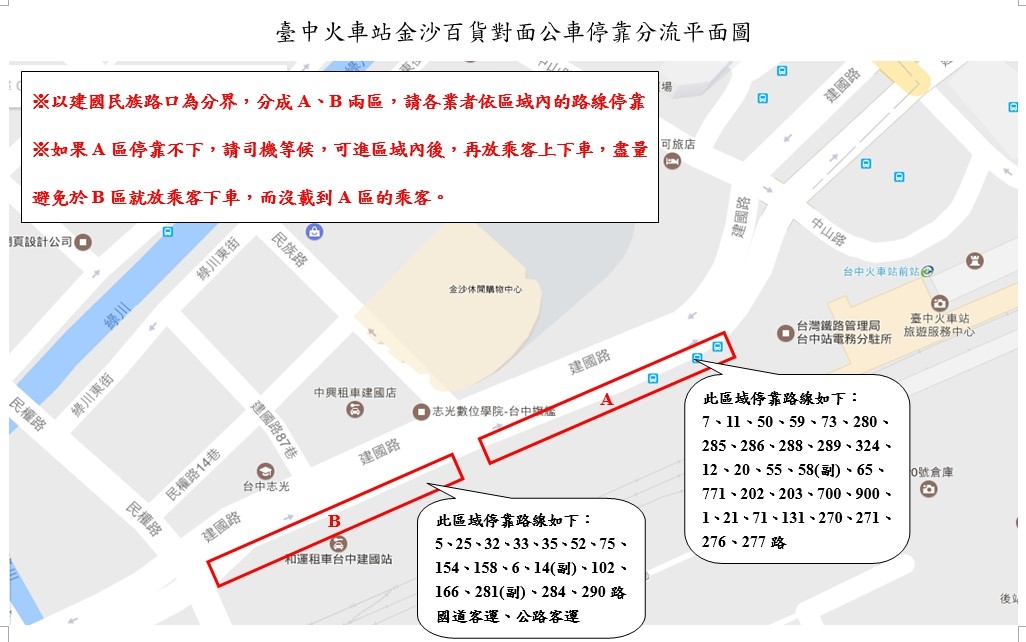 臺中火車站金沙百貨對面公車停靠分流平面圖
※以建國民族路口為分界，分成 A、B 兩區，請各業者依區域內的路線停靠
※如果 A 區停靠不下，請司機等候，可進區域內後，再放乘客上下車，盡量
避免於 B 區就放乘客下車，而沒載到 A 區的乘客。
中山路
建國路
可旅店
頁設計公司
綠川東街
民族路
建國路
中山路
綠川
金沙休閒購物中心
台中火車站前站
臺中火車站
旅遊服務中心
台灣鐵路管理局
台中站電務分駐所
建國路
綠川東街
中興租車建國店
民權路
志光數位學院-台中旗艦
建國路87巷
A
建國路
民權路14巷
台中志光
0號倉庫
民權路
建國路
B
和運租車台中建國站
後站
此區域停靠路線如下：
7、11、50、59、73、280、
285、286、288、289、324、
12、20、55、58(副)、65、
771、202、203、700、900、
1、21、71、131、270、271、
276、277 路
此區域停靠路線如下：
5、25、32、33、35、52、75、
154、158、6、14(副)、102、
166、281(副)、284、290 路
國道客運、公路客運